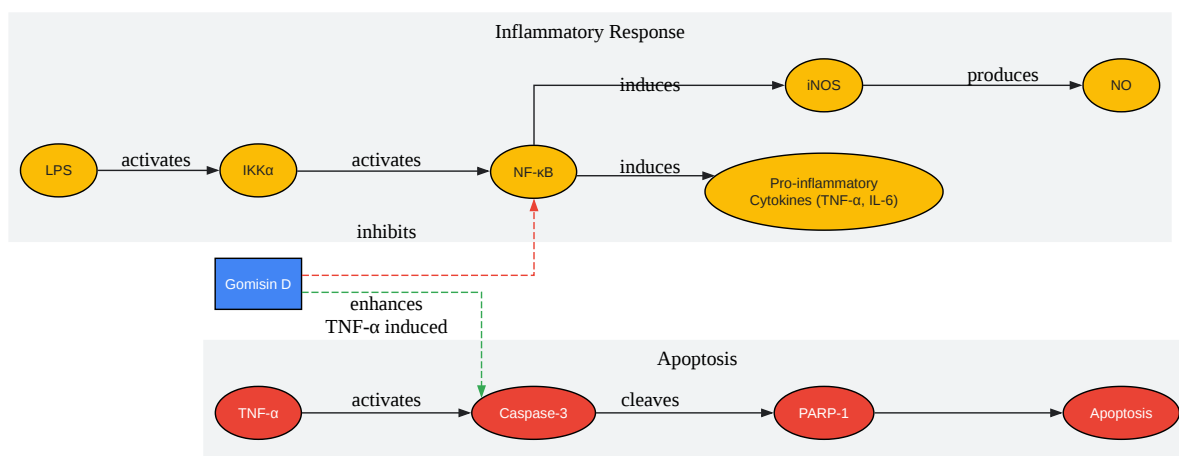 Inflammatory Response
induces
iNOS
produces
NO
LPS
activates
IKKα
activates
NF-κB
induces
Pro-inflammatory
Cytokines (TNF-α, IL-6)
inhibits
Gomisin D
enhances
TNF-α induced
Apoptosis
TNF-α
activates
Caspase-3
cleaves
PARP-1
Apoptosis